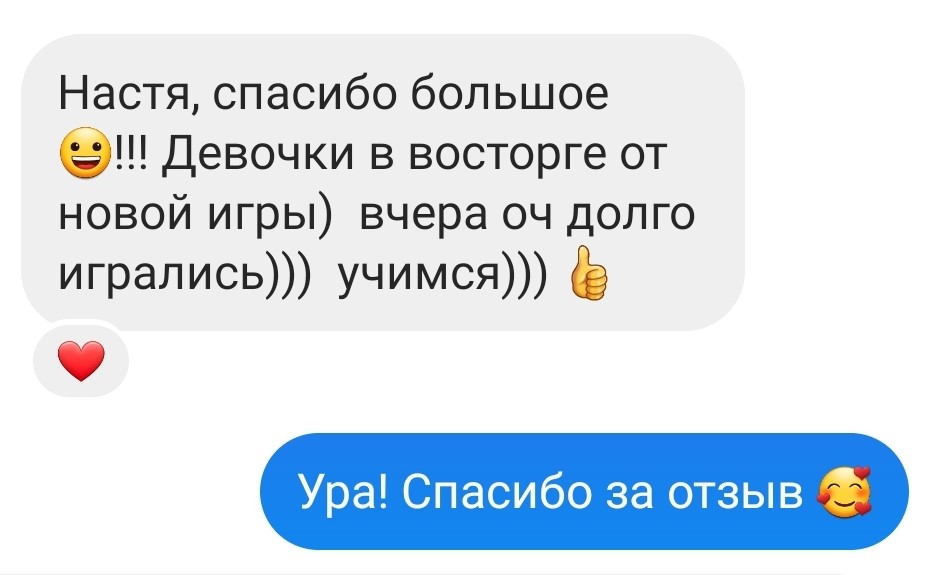 Настя, спасибо большое
😀!!! Девочки в восторге от
новой игры)  вчера оч долго
игрались)))  учимся))) 👍
❤️
Ура! Спасибо за отзыв 🥰